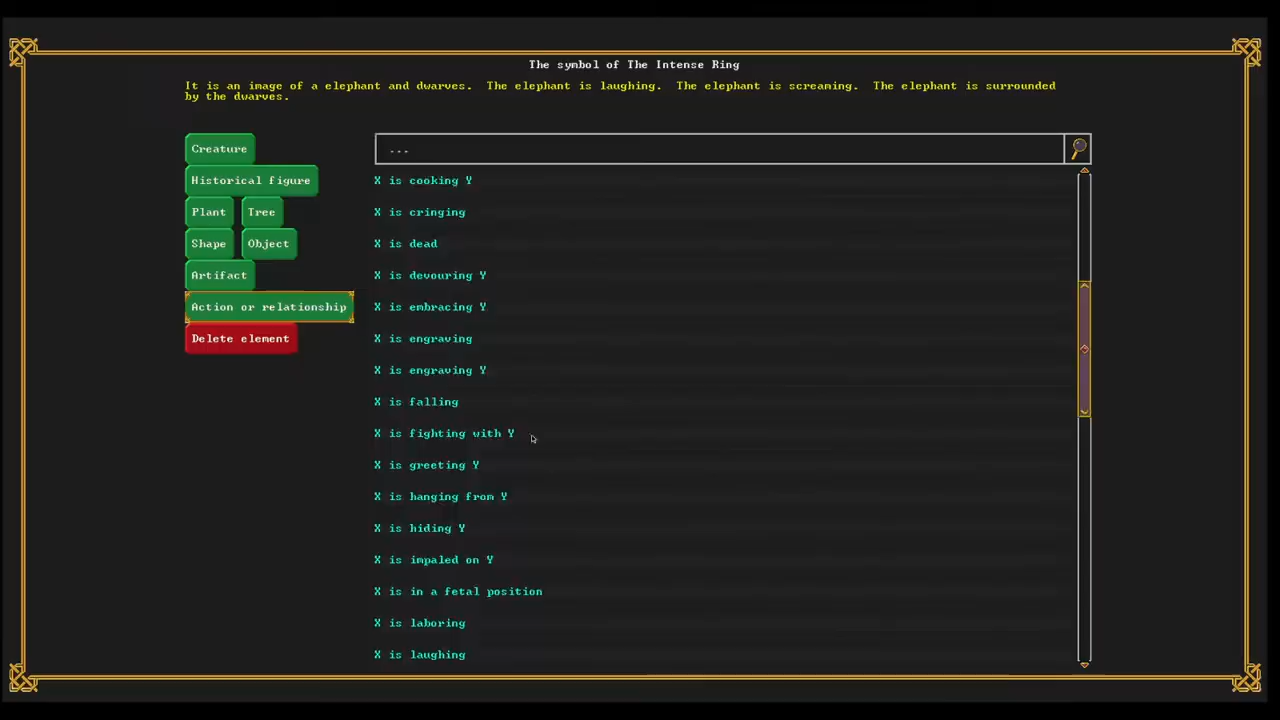 The symbol of The Intense Ring
It is an image of a elephant and dwarves. The elephant is laughing. The elephant is screaming. The elephant is surrounded
by the dwarves.
Creature
...
Historical figure
X is cooking Y
Plant Tree
X is cringing
Shape Object
X is dead
Artifact
X is devouring Y
Action or relationship
X is embracing Y
Delete element
X is engraving
X is engraving Y
X is falling
X is fighting with Y
X is greeting Y
X is hanging from Y
X is hiding Y
X is impaled on Y
X is in a fetal position
X is laboring
X is laughing